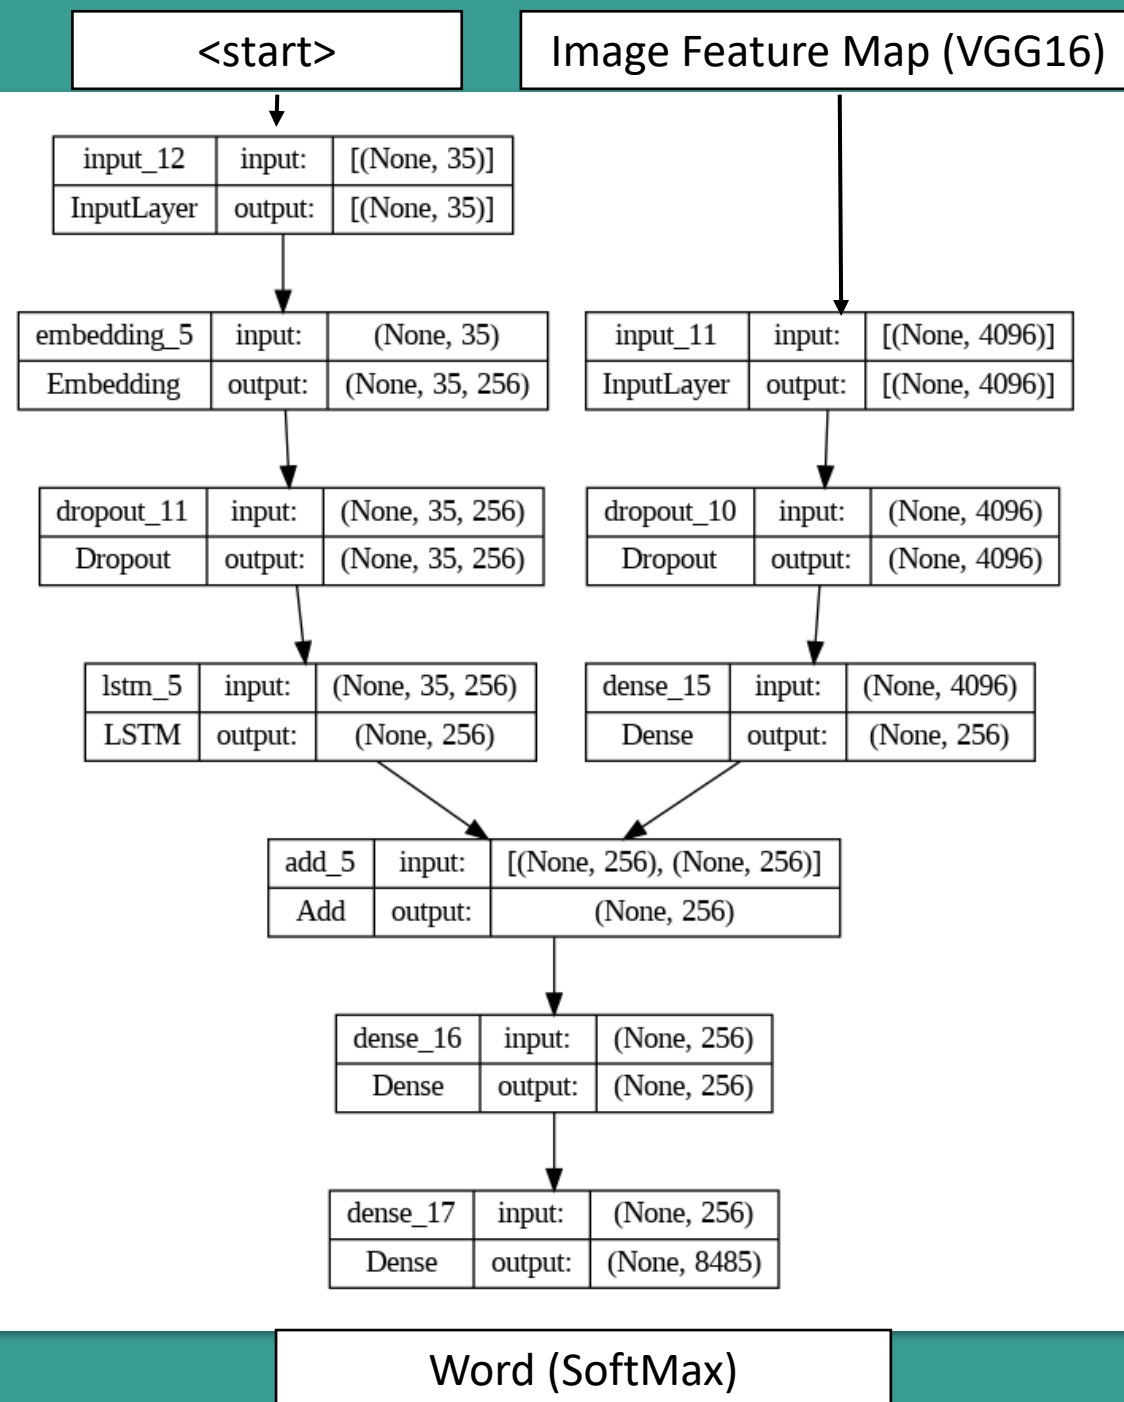 <start>
Image Feature Map (VGG16)
input_12 input: [(None, 35)]
InputLayer output: [(None, 35)]
embedding_5 input: (None, 35)
Embedding output: (None, 35, 256)
input_11 input: [(None, 4096)]
InputLayer output: [(None, 4096)]
dropout_11 input: (None, 35, 256)
Dropout output: (None, 35, 256)
dropout_10 input: (None, 4096)
Dropout output: (None, 4096)
lstm_5 input: (None, 35, 256)
LSTM output: (None, 256)
dense_15 input: (None, 4096)
Dense output: (None, 256)
add_5 input: [(None, 256), (None, 256)]
Add output: (None, 256)
dense_16 input: (None, 256)
Dense output: (None, 256)
dense_17 input: (None, 256)
Dense output: (None, 8485)
Word (SoftMax)